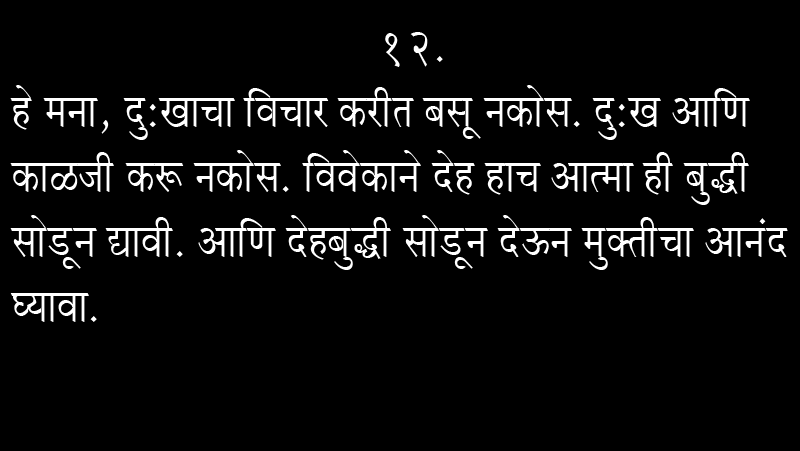 १२.
हे मना, दुःखाचा विचार करीत बसू नकोस. दुःख आणि
काळजी करू नकोस. विवेकाने देह हाच आत्मा ही बुद्धी
सोडून द्यावी. आणि देहबुद्धी सोडून देऊन मुक्तीचा आनंद
घ्यावा.